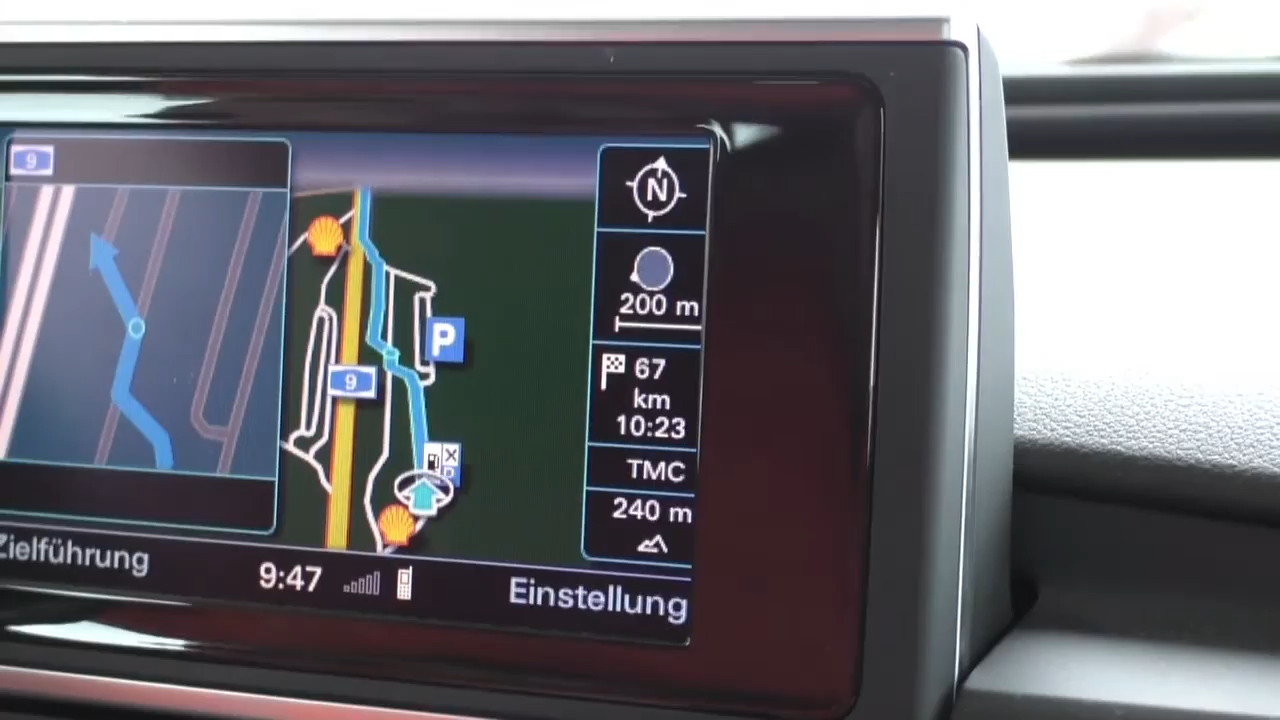 9
N
200 m
P
9
67
km
10:23
TMC
240 m
Zielführung
9:47
Einstellung